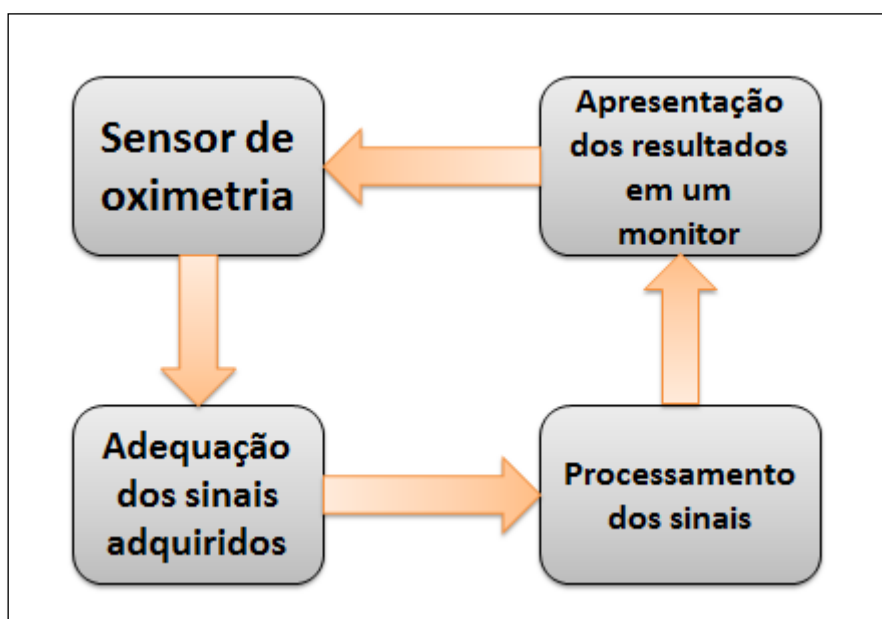 Sensor de
oximetria
Apresentação
dos resultados
em um
monitor
Adequação
dos sinais
adquiridos
Processamento
dos sinais